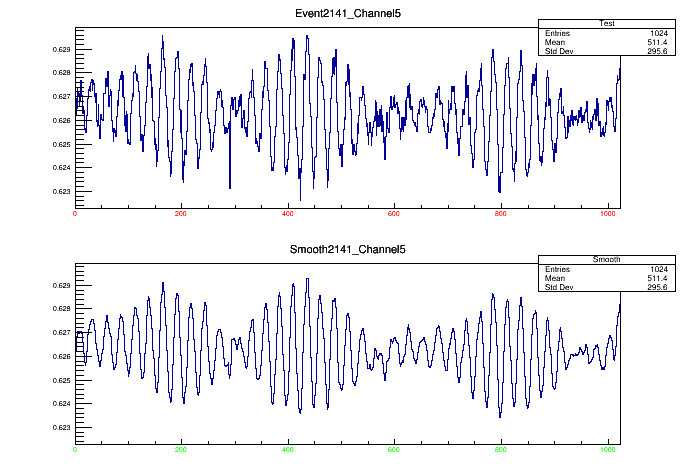 Event2141_Channel5
Test
Entries 1024
Mean 511.4
Std Dev 295.6
0.629
0.628
0.627
0.626
0.625
0.624
0.623
0 200 400 600 800 1000
Smooth2141_Channel5
Smooth
Entries 1024
Mean 511.4
Std Dev 295.6
0.629
0.628
0.627
0.626
0.625
0.624
0.623
0 200 400 600 800 1000